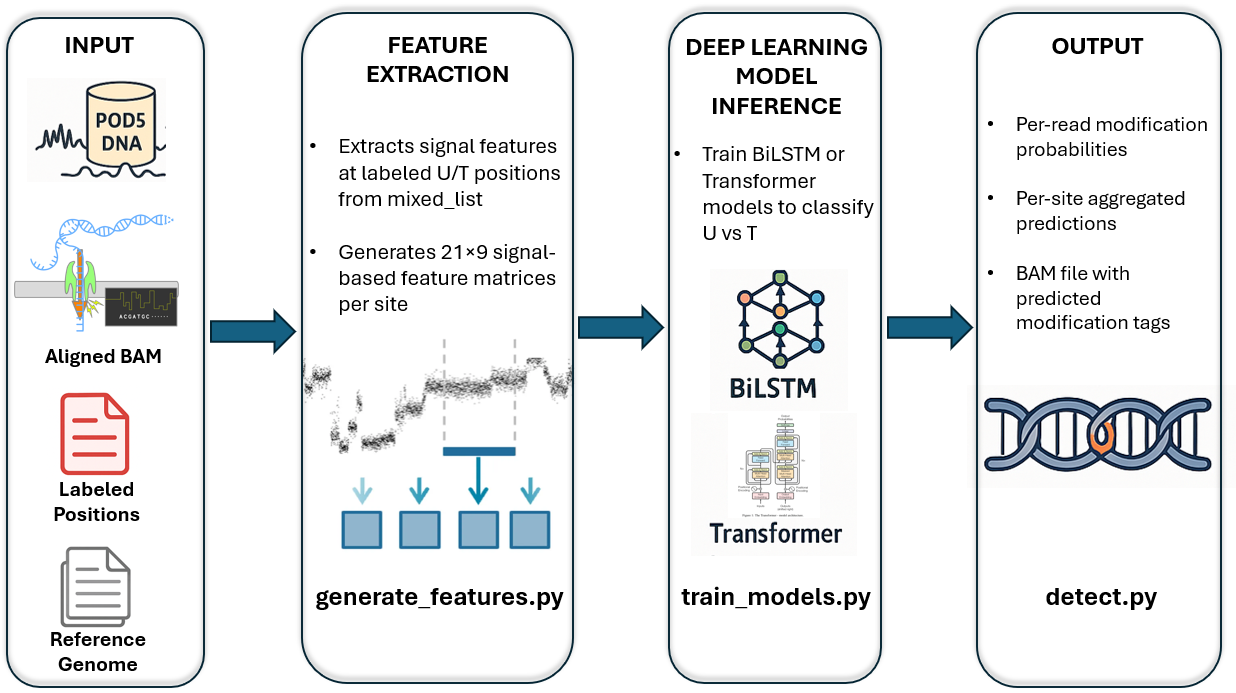 INPUT
POD5
DNA
ACGATGC
Aligned BAM
Labeled
Positions
Reference
Genome
FEATURE
EXTRACTION
• Extracts signal features
at labeled U/T positions
from mixed_list
• Generates 21×9 signal-
based feature matrices
per site
generate_features.py
DEEP LEARNING
MODEL
INFERENCE
• Train BiLSTM or
Transformer
models to classify
U vs T
BiLSTM
Transformer
train_models.py
OUTPUT
• Per-read modification
probabilities
• Per-site aggregated
predictions
• BAM file with
predicted
modification tags
detect.py